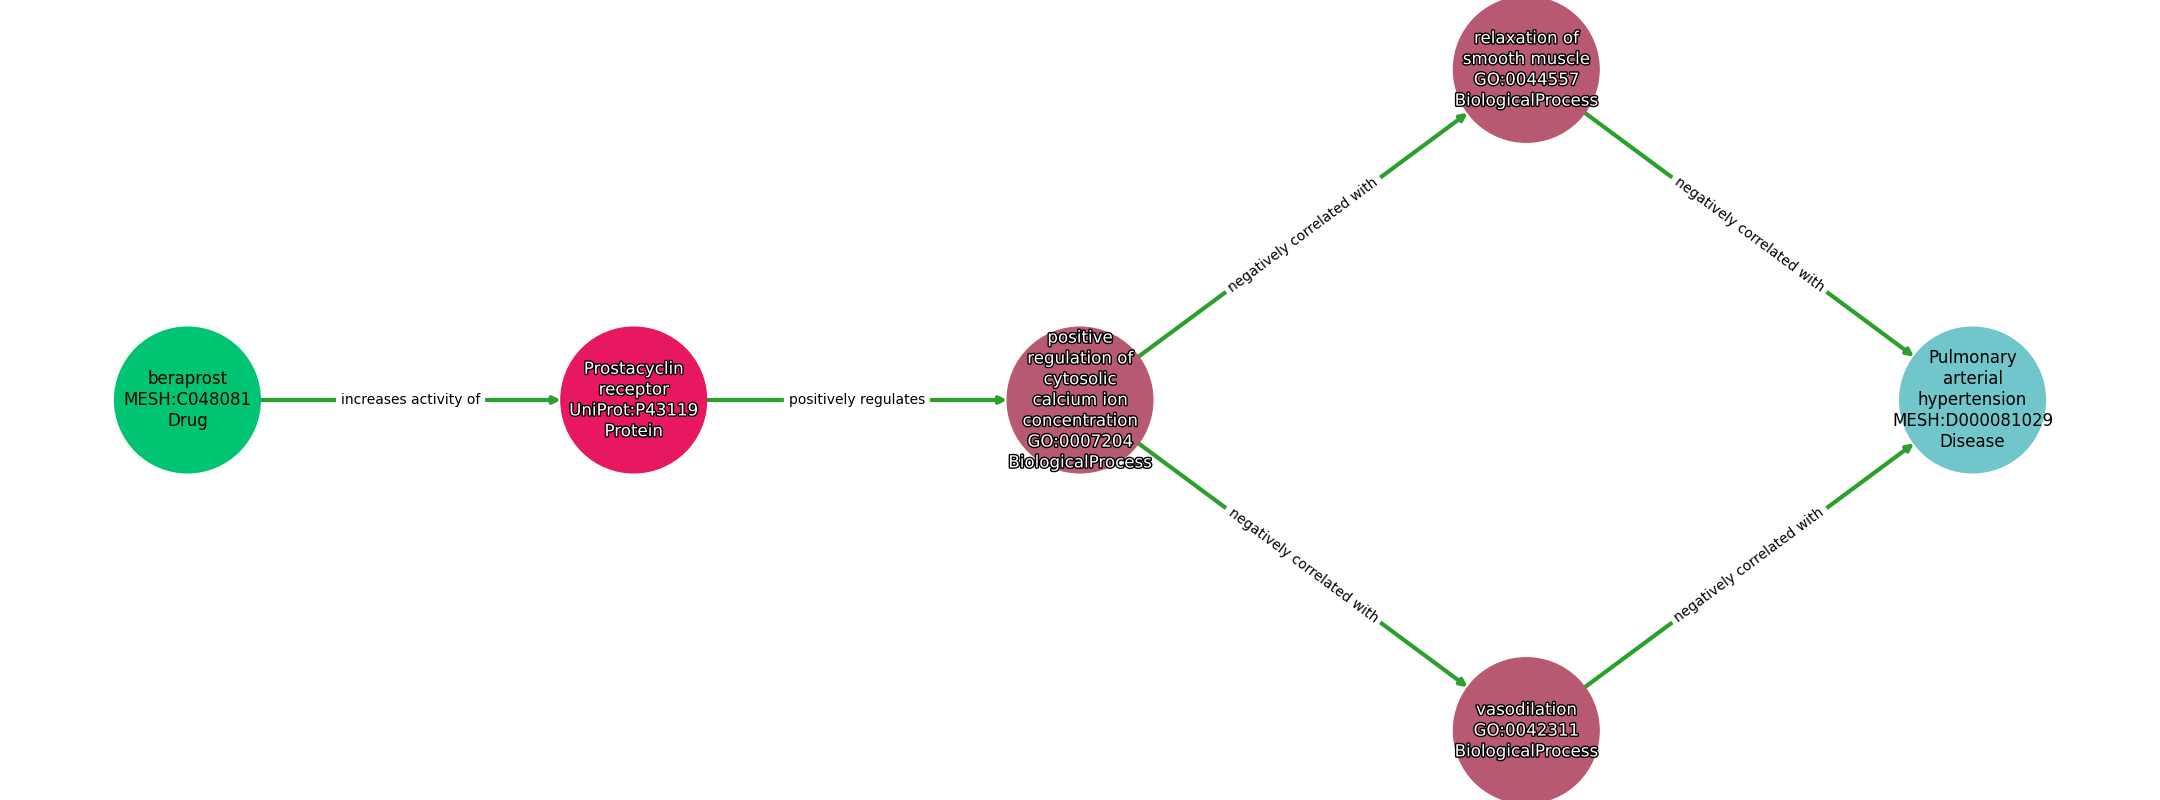 beraprost
MESH:C048081
Drug
increases activity of
Prostacyclin
receptor
UniProt:P43119
Protein
positively regulates
positive
regulation of
cytosolic
calcium ion
concentration
GO:0007204
BiologicalProcess
negatively correlated with
relaxation of
smooth muscle
GO:0044557
BiologicalProcess
negatively correlated with
negatively correlated with
vasodilation
GO:0042311
BiologicalProcess
negatively correlated with
Pulmonary
arterial
hypertension
MESH:D000081029
Disease